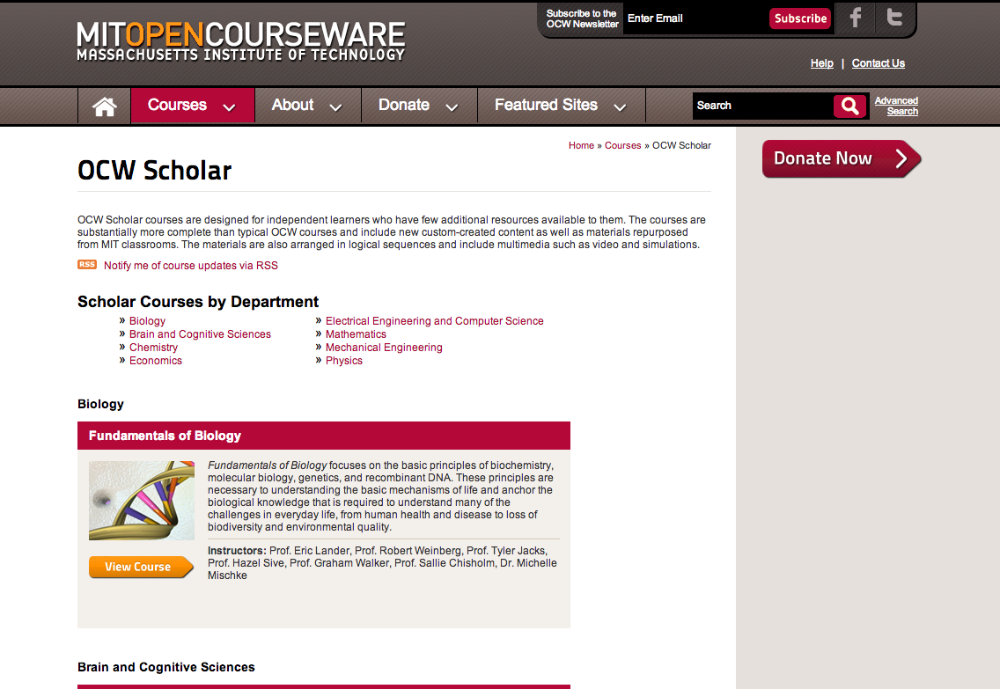 Subscribe to the
OCW Newsletter
Enter Email
Subscribe
MITOPENCOURSEWARE
MASSACHUSETTS INSTITUTE OF TECHNOLOGY
Help | Contact Us
Courses
About
Donate
Featured Sites
Search
Advanced
Search
Home » Courses » OCW Scholar
Donate Now
OCW Scholar
OCW Scholar courses are designed for independent learners who have few additional resources available to them. The courses are
substantially more complete than typical OCW courses and include new custom-created content as well as materials repurposed
from MIT classrooms. The materials are also arranged in logical sequences and include multimedia such as video and simulations.
RSS Notify me of course updates via RSS
Scholar Courses by Department
» Biology
» Brain and Cognitive Sciences
» Chemistry
» Economics
» Electrical Engineering and Computer Science
» Mathematics
» Mechanical Engineering
» Physics
Biology
Fundamentals of Biology
Fundamentals of Biology focuses on the basic principles of biochemistry,
molecular biology, genetics, and recombinant DNA. These principles are
necessary to understanding the basic mechanisms of life and anchor the
biological knowledge that is required to understand many of the
challenges in everyday life, from human health and disease to loss of
biodiversity and environmental quality.
Instructors: Prof. Eric Lander, Prof. Robert Weinberg, Prof. Tyler Jacks,
Prof. Hazel Sive, Prof. Graham Walker, Prof. Sallie Chisholm, Dr. Michelle
Mischke
View Course
Brain and Cognitive Sciences